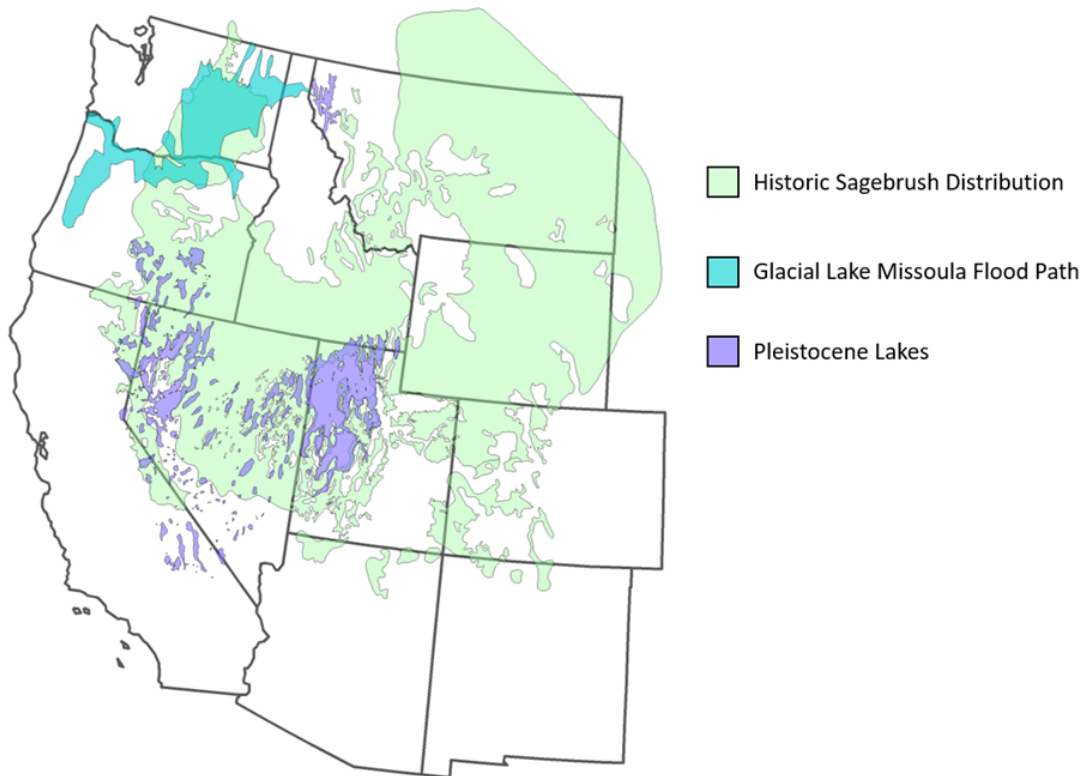 Historic Sagebrush Distribution
Glacial Lake Missoula Flood Path
Pleistocene Lakes